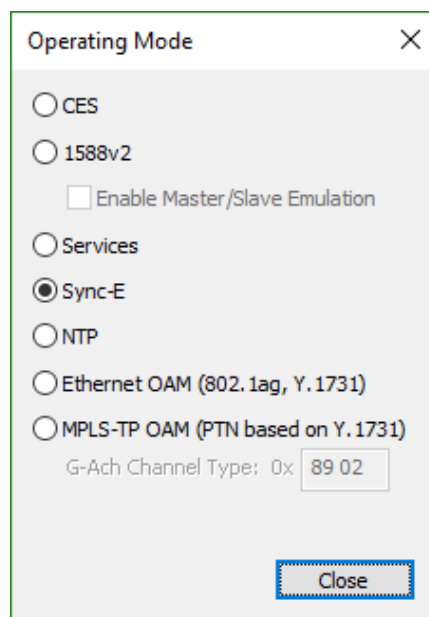 Operating Mode
CES
1588v2
Enable Master/Slave Emulation
Services
Sync-E
NTP
Ethernet OAM (802.1ag, Y.1731)
MPLS-TP OAM (PTN based on Y.1731)
G-Ach Channel Type: 0x 89 02
Close